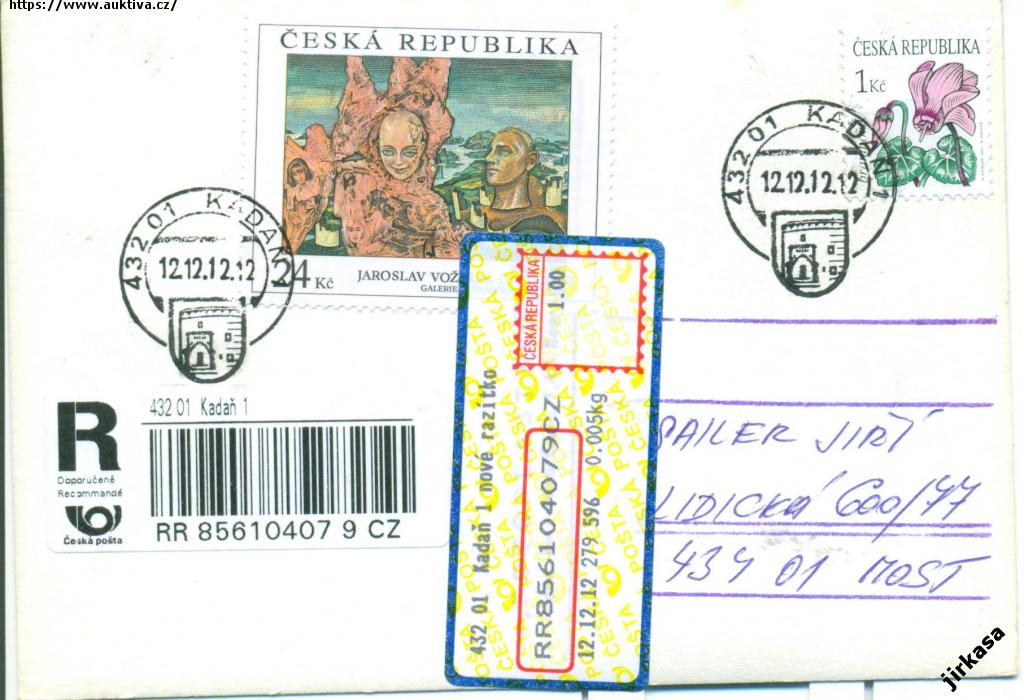 https://www.auktiva.cz/
ČESKÁ REPUBLIKA
24 Kč
JAROSLAV VOŽ
GALERIE
ČESKÁ REPUBLIKA
1 Kč
432 01 KADAŇ 1
12.12.12.12
432 01 KADAŇ 1
12.12.12.12
R
Doporučeně
Recommandé
Česká pošta
432 01 Kadaň 1
RR 85610407 9 CZ
ČESKÁ REPUBLIKA
1.00
432 01 Kadaň 1 nové razítko
RR856104079CZ
0.005kg
12.12.12 279 596
SAILER JIŘÍ
LIDICKÁ 600/77
434 01 MOST
jirkasa